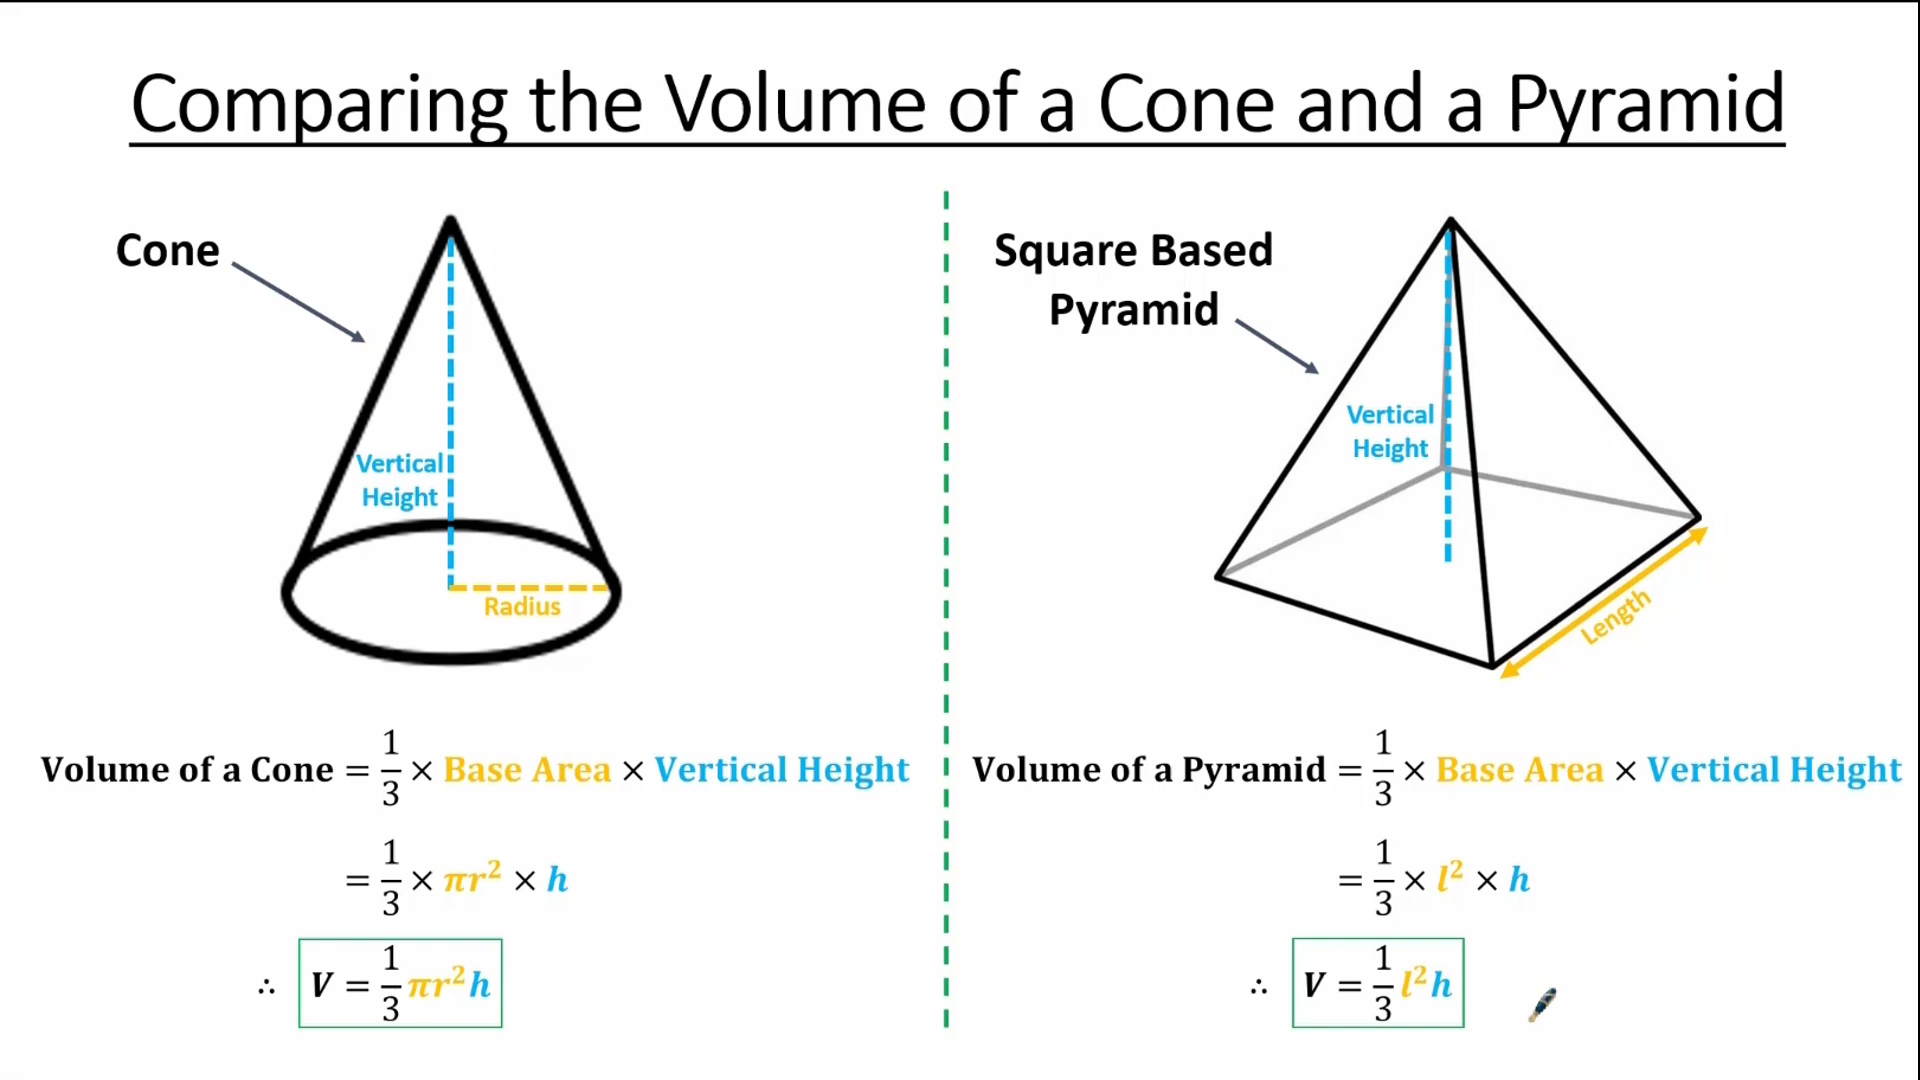 Comparing the Volume of a Cone and a Pyramid
Cone
Vertical
Height
Radius
Volume of a Cone = 1/3 × Base Area × Vertical Height
= 1/3 × πr² × h
∴ V = 1/3 πr²h
Square Based
Pyramid
Vertical
Height
Length
Volume of a Pyramid = 1/3 × Base Area × Vertical Height
= 1/3 × l² × h
∴ V = 1/3 l²h